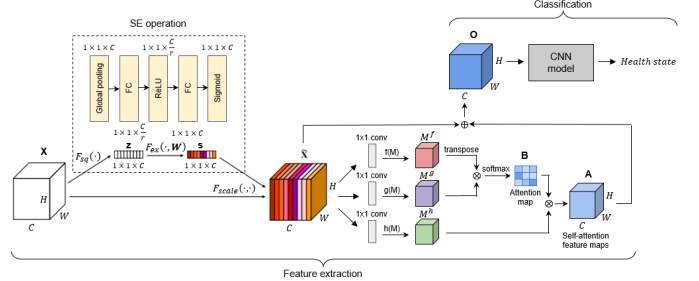 Classification
SE operation
1 × 1 × C
1 × 1 × C/r
1 × 1 × C
Global pooling
FC
ReLU
FC
Sigmoid
1 × 1 × C/r
1 × 1 × C
X
F_sq(·)
z
F_ex(·, W)
s
1 × 1 × C
1 × 1 × C
F_scale(·,·)
H
W
C
X̃
H
W
C
1x1 conv
f(M)
M^f
transpose
1x1 conv
g(M)
M^g
softmax
1x1 conv
h(M)
M^h
B
Attention map
A
H
W
C
Self-attention feature maps
O
H
W
C
CNN model
Health state
Feature extraction